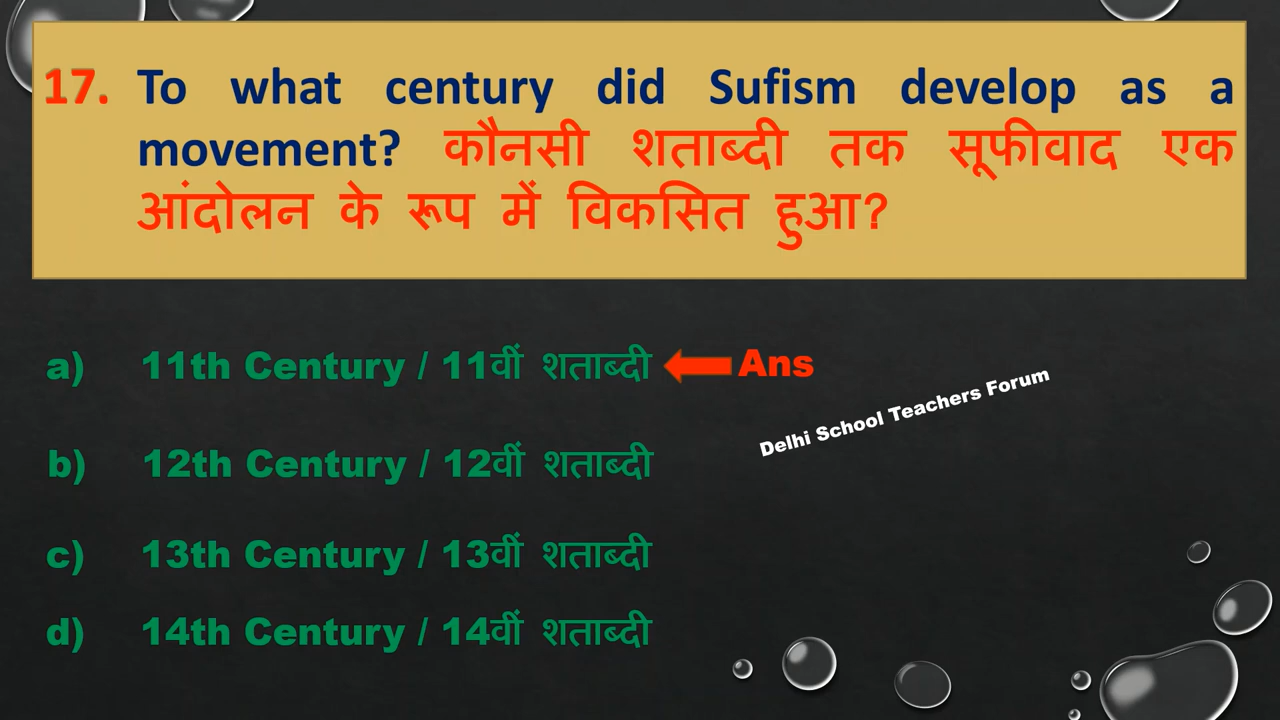 17. To what century did Sufism develop as a
movement? कौनसी शताब्दी तक सूफीवाद एक
आंदोलन के रूप में विकसित हुआ?
a) 11th Century / 11वीं शताब्दी Ans
Delhi School Teachers Forum
b) 12th Century / 12वीं शताब्दी
c) 13th Century / 13वीं शताब्दी
d) 14th Century / 14वीं शताब्दी